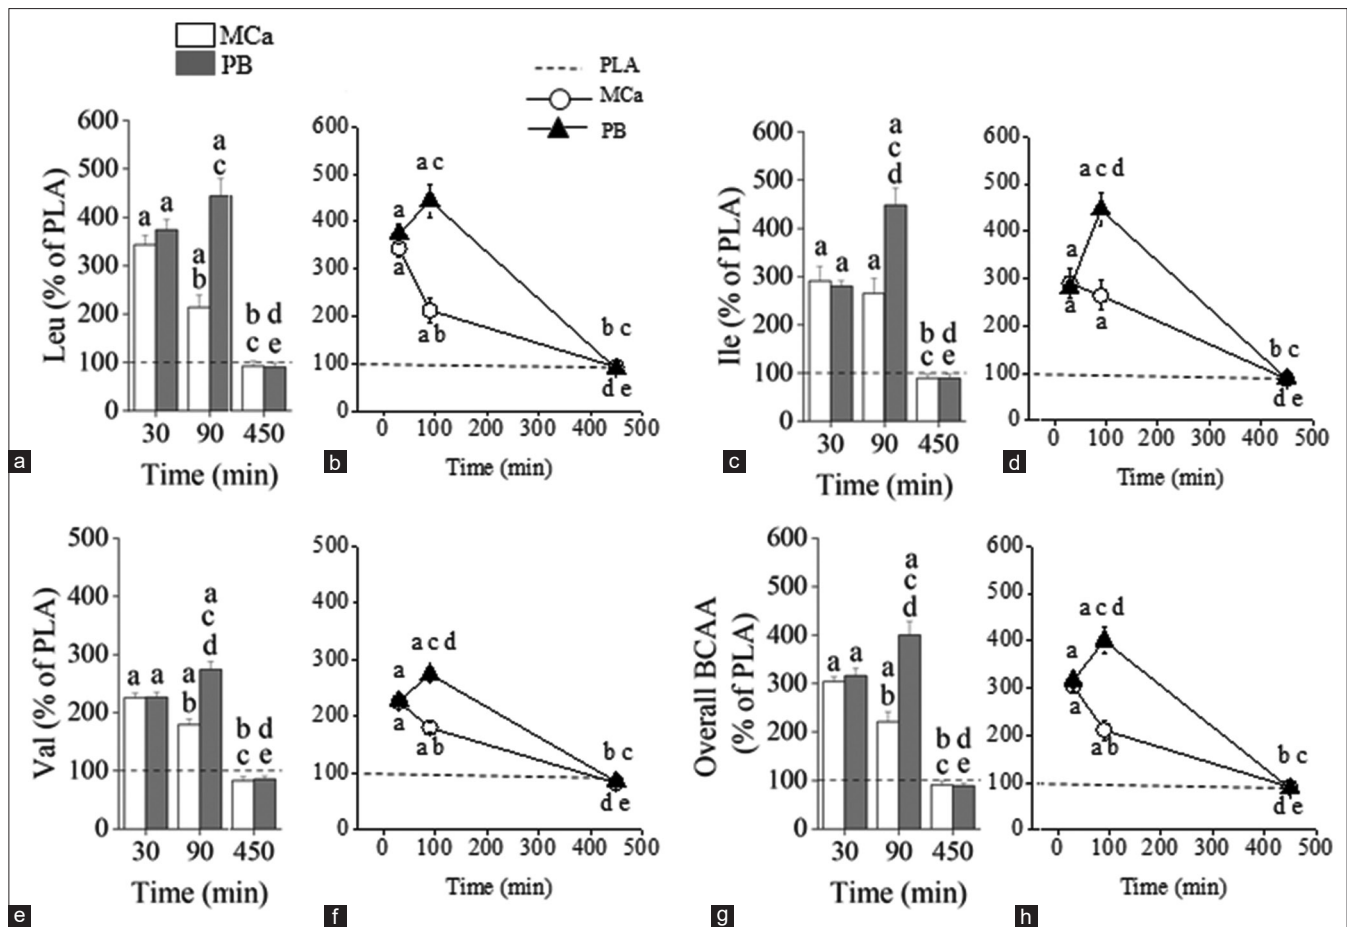 MCa
PB
PLA
MCa
PB
Leu (% of PLA)
600
500
400
300
200
100
0
a
a
a
b
a
c
b d
c e
30 90 450
Time (min)
a
600
500
400
300
200
100
0
a
a
a c
a b
b c
d e
0 100 200 300 400 500
Time (min)
b
Ile (% of PLA)
600
500
400
300
200
100
0
a
a
a
a
c
d
b d
c e
30 90 450
Time (min)
c
600
500
400
300
200
100
0
a
a
a c d
a
b c
d e
0 100 200 300 400 500
Time (min)
d
Val (% of PLA)
500
400
300
200
100
0
a a
a
b
a
c
d
b d
c e
30 90 450
Time (min)
e
500
400
300
200
100
0
a
a
a c d
a b
b c
d e
0 100 200 300 400 500
Time (min)
f
Overall BCAA
(% of PLA)
600
500
400
300
200
100
0
a a
a
b
a
c
d
b d
c e
30 90 450
Time (min)
g
600
500
400
300
200
100
0
a
a
a c d
a b
b c
d e
0 100 200 300 400 500
Time (min)
h